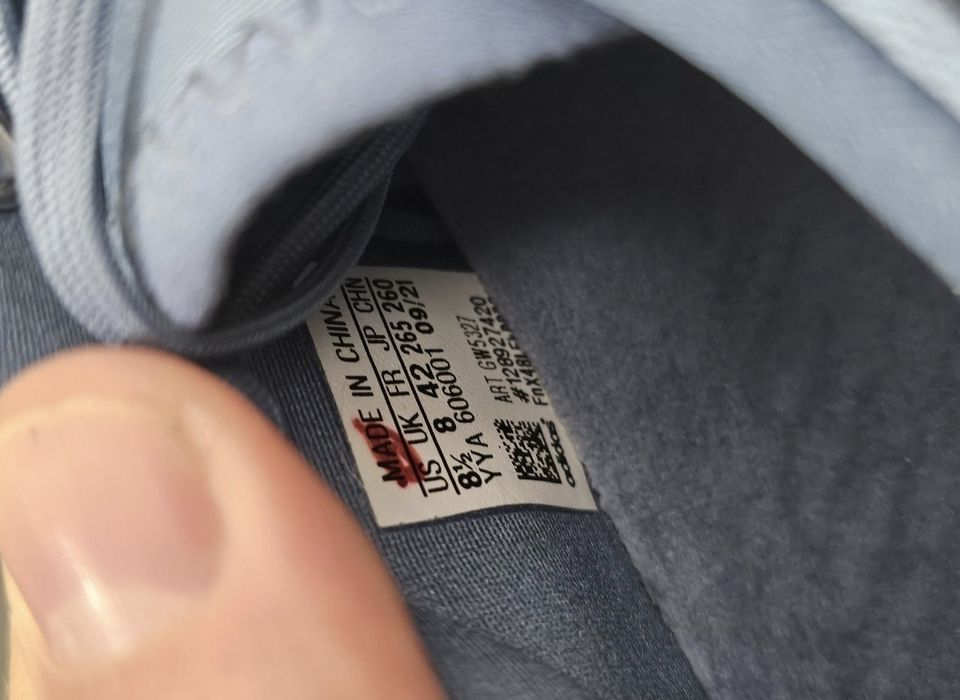 MADE IN CHINA
US UK FR JP CHN
8½ 8 42 265 260
YYA 606001 09/21
ART GW5327
#128927420
adidas